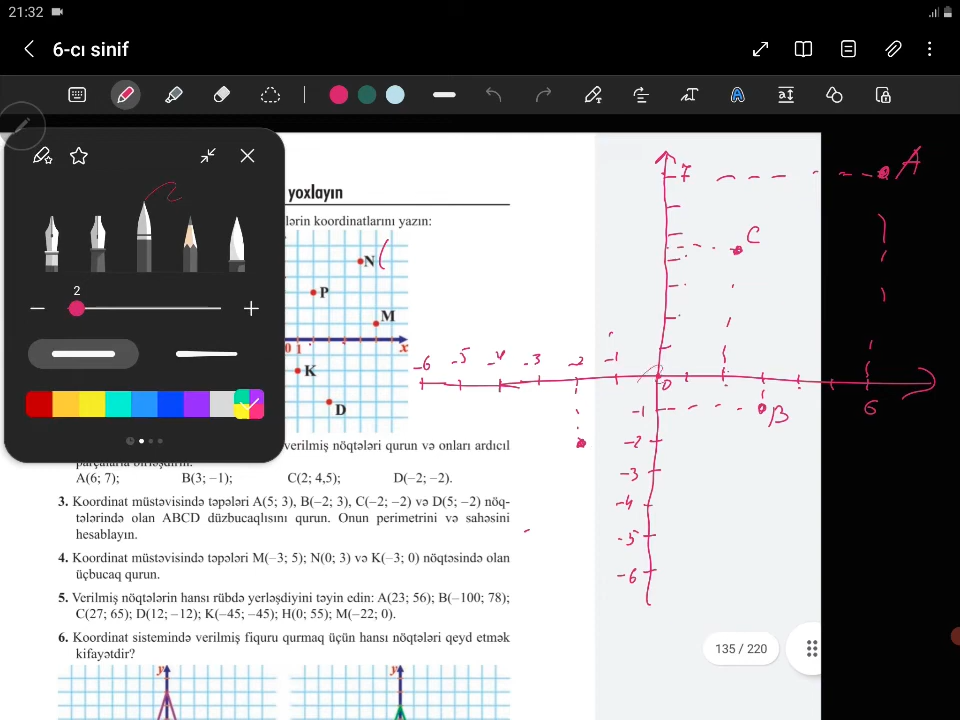 21:32
6-cı sinif
2
yoxlayın
lərin koordinatlarını yazın:
N (
P
M
0 1 x
K
D
verilmiş nöqtələri qurun və onları ardıcıl
parçalarla birləşdirin.
A(6; 7); B(3; −1); C(2; 4,5); D(−2; −2).
3. Koordinat müstəvisində təpələri A(5; 3), B(−2; 3), C(−2; −2) və D(5; −2) nöq-
tələrində olan ABCD düzbucaqlısını qurun. Onun perimetrini və sahəsini
hesablayın.
4. Koordinat müstəvisində təpələri M(−3; 5); N(0; 3) və K(−3; 0) nöqtəsində olan
üçbucaq qurun.
5. Verilmiş nöqtələrin hansı rübdə yerləşdiyini təyin edin: A(23; 56); B(−100; 78);
C(27; 65); D(12; −12); K(−45; −45); H(0; 55); M(−22; 0).
6. Koordinat sistemində verilmiş fiquru qurmaq üçün hansı nöqtələri qeyd etmək
kifayətdir?
y
y
7 A
C
-6 -5 -4 -3 -2 -1 0 6
-1 B
-2
-3
-4
-5
-6
135 / 220